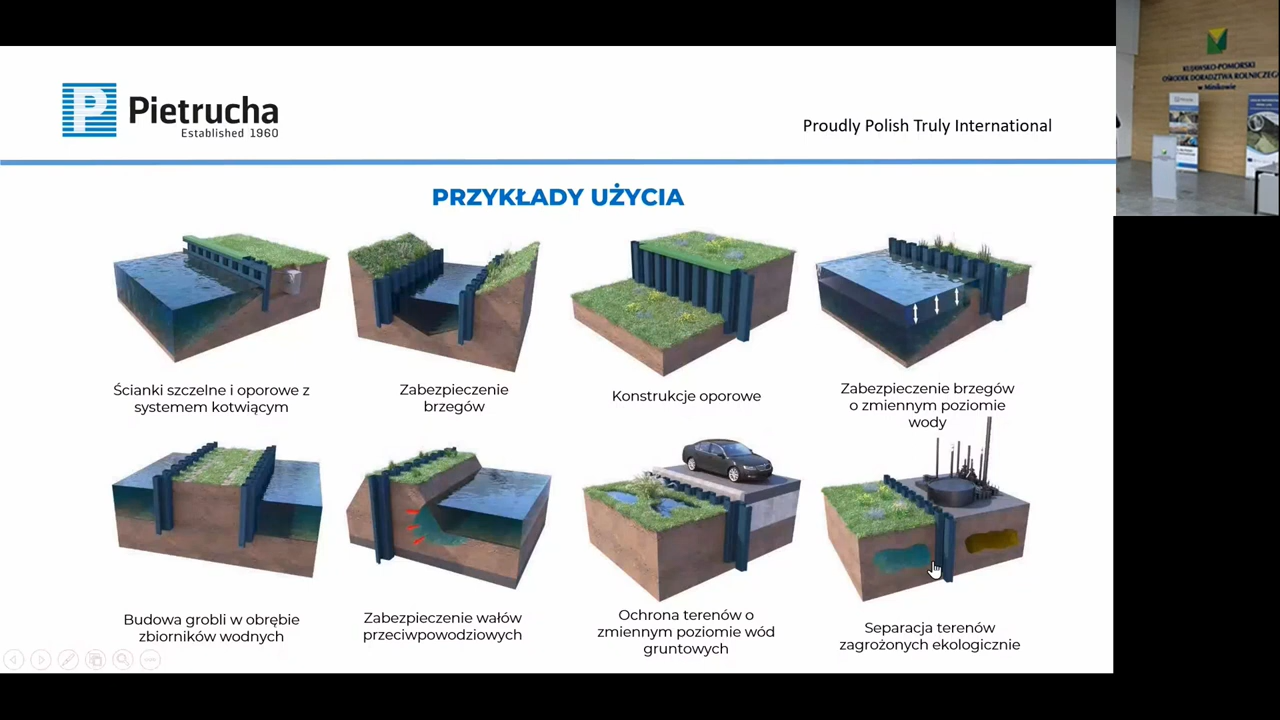 Pietrucha
Established 1960
Proudly Polish Truly International
PRZYKŁADY UŻYCIA
Ścianki szczelne i oporowe z
systemem kotwiącym
Zabezpieczenie
brzegów
Konstrukcje oporowe
Zabezpieczenie brzegów
o zmiennym poziomie
wody
Budowa grobli w obrębie
zbiorników wodnych
Zabezpieczenie wałów
przeciwpowodziowych
Ochrona terenów o
zmiennym poziomie wód
gruntowych
Separacja terenów
zagrożonych ekologicznie
KUJAWSKO-POMORSKI
OŚRODEK DORADZTWA ROLNICZEGO
w Minikowie
Pietrucha